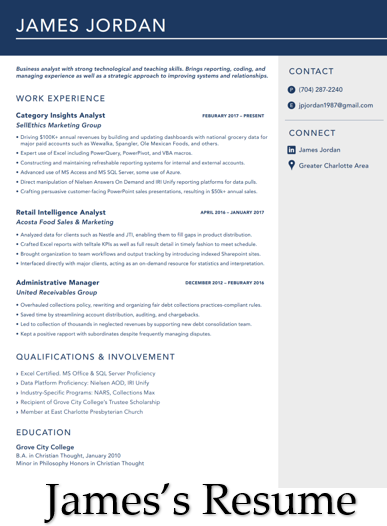 JAMES JORDAN
Business analyst with strong technological and teaching skills. Brings reporting, coding, and
managing experience as well as a strategic approach to improving systems and relationships.
WORK EXPERIENCE
Category Insights Analyst FEBURARY 2017 – PRESENT
SellEthics Marketing Group
• Driving $100K+ annual revenues by building and updating dashboards with national grocery data for
major paid accounts such as Wewalka, Spangler, Ole Mexican Foods, and others.
• Expert use of Excel including PowerQuery, PowerPivot, and VBA macros.
• Constructing and maintaining refreshable reporting systems for internal and external accounts.
• Advanced use of MS Access and MS SQL Server, some use of Azure.
• Direct manipulation of Nielsen Answers On Demand and IRI Unify reporting platforms for data pulls.
• Crafting persuasive customer-facing PowerPoint sales presentations, resulting in $50k+ annual sales.
Retail Intelligence Analyst APRIL 2016 – JANUARY 2017
Acosta Food Sales & Marketing
• Analyzed data for clients such as Nestle and JTI, enabling them to fill gaps in product distribution.
• Crafted Excel reports with telltale KPIs as well as full result detail in timely fashion to meet schedule.
• Brought organization to team workflows and output tracking by introducing indexed Sharepoint sites.
• Interfaced directly with major clients, acting as an on-demand resource for statistics and interpretation.
Administrative Manager DECEMBER 2012 – FEBURARY 2016
United Receivables Group
• Overhauled collections policy, rewriting and organizing fair debt collections practices-compliant rules.
• Saved time by streamlining account distribution, auditing, and chargebacks.
• Led to collection of thousands in neglected revenues by supporting new debt consolidation team.
• Kept a positive rapport with subordinates despite frequently managing disputes.
QUALIFICATIONS & INVOLVEMENT
› Excel Certified, MS Office & SQL Server Proficiency
› Data Platform Proficiency: Nielsen AOD, IRI Unify
› Industry-Specific Programs: NARS, Collections Max
› Recipient of Grove City College's Trustee Scholarship
› Member at East Charlotte Presbyterian Church
EDUCATION
Grove City College
B.A. in Christian Thought, January 2010
Minor in Philosophy Honors in Christian Thought
CONTACT
P (704) 287-2240
E jpjordan1987@gmail.com
CONNECT
in James Jordan
Greater Charlotte Area
James's Resume